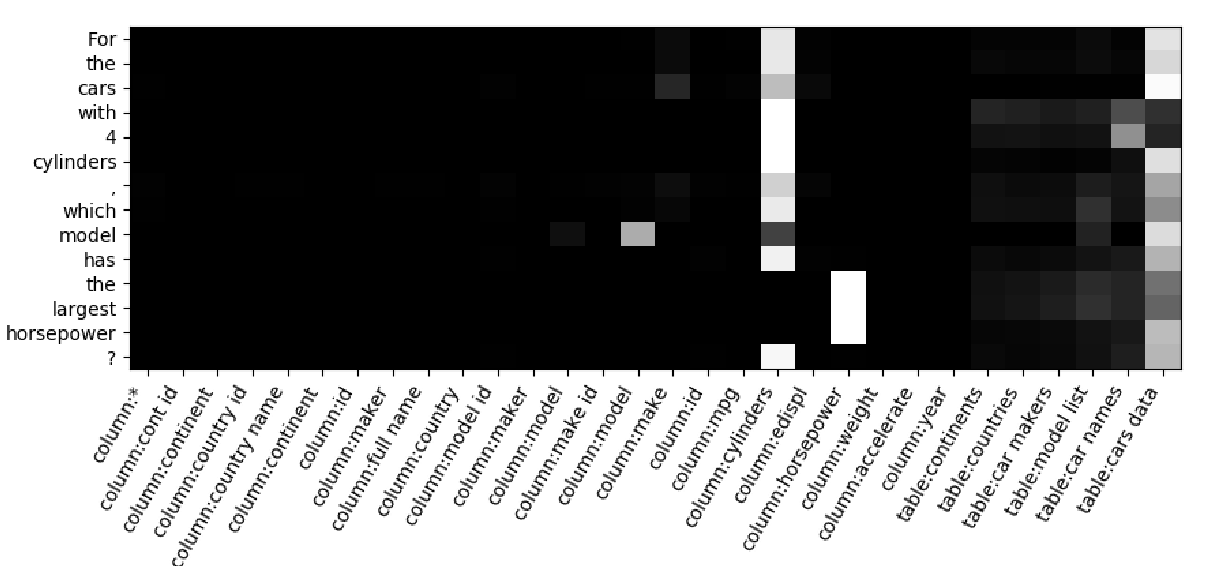 For
the
cars
with
4
cylinders
,
which
model
has
the
largest
horsepower
?
column:*
column:cont id
column:continent
column:country id
column:country name
column:continent
column:id
column:maker
column:full name
column:country
column:model id
column:maker
column:model
column:make id
column:model
column:make
column:id
column:mpg
column:cylinders
column:edispl
column:horsepower
column:weight
column:accelerate
column:year
table:continents
table:countries
table:car makers
table:model list
table:car names
table:cars data